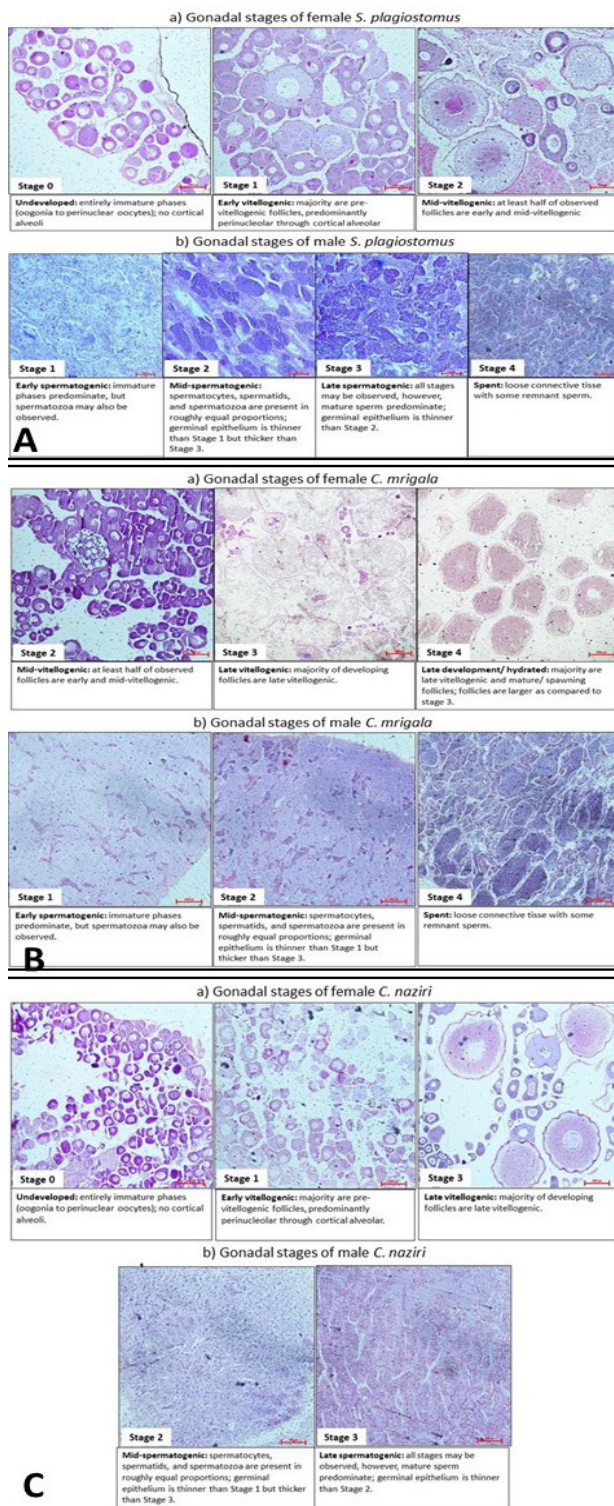 a) Gonadal stages of female S. plagiostomus
Stage 0
Stage 1
Stage 2
Undeveloped: entirely immature phases
(oogonia to perinuclear oocytes); no cortical
alveoli
Early vitellogenic: majority are pre-
vitellogenic follicles, predominantly
perinucleolar through cortical alveolar
Mid-vitellogenic: at least half of observed
follicles are early and mid-vitellogenic
b) Gonadal stages of male S. plagiostomus
Stage 1
Stage 2
Stage 3
Stage 4
Early spermatogenic: immature
phases predominate, but
spermatozoa may also be
observed.
Mid-spermatogenic:
spermatocytes, spermatids,
and spermatozoa are present in
roughly equal proportions;
germinal epithelium is thinner
than Stage 1 but thicker than
Stage 3.
Late spermatogenic: all stages
may be observed, however,
mature sperm predominate;
germinal epithelium is thinner
than Stage 2.
Spent: loose connective tissue
with some remnant sperm.
A
a) Gonadal stages of female C. mrigala
Stage 2
Stage 3
Stage 4
Mid-vitellogenic: at least half of observed
follicles are early and mid-vitellogenic.
Late vitellogenic: majority of developing
follicles are late vitellogenic.
Late development/ hydrated: majority are
late vitellogenic and mature/ spawning
follicles; follicles are larger as compared to
stage 3.
b) Gonadal stages of male C. mrigala
Stage 1
Stage 2
Stage 4
Early spermatogenic: immature phases
predominate, but spermatozoa may also be
observed.
Mid-spermatogenic: spermatocytes,
spermatids, and spermatozoa are present in
roughly equal proportions; germinal
epithelium is thinner than Stage 1 but
thicker than Stage 3.
Spent: loose connective tissue with some
remnant sperm.
B
a) Gonadal stages of female C. naziri
Stage 0
Stage 1
Stage 3
Undeveloped: entirely immature phases
(oogonia to perinuclear oocytes); no cortical
alveoli.
Early vitellogenic: majority are pre-
vitellogenic follicles, predominantly
perinucleolar through cortical alveolar.
Late vitellogenic: majority of developing
follicles are late vitellogenic.
b) Gonadal stages of male C. naziri
Stage 2
Stage 3
Mid-spermatogenic: spermatocytes,
spermatids, and spermatozoa are present in
roughly equal proportions; germinal
epithelium is thinner than Stage 1 but thicker
than Stage 3.
Late spermatogenic: all stages may be
observed, however, mature sperm
predominate; germinal epithelium is thinner
than Stage 2.
C